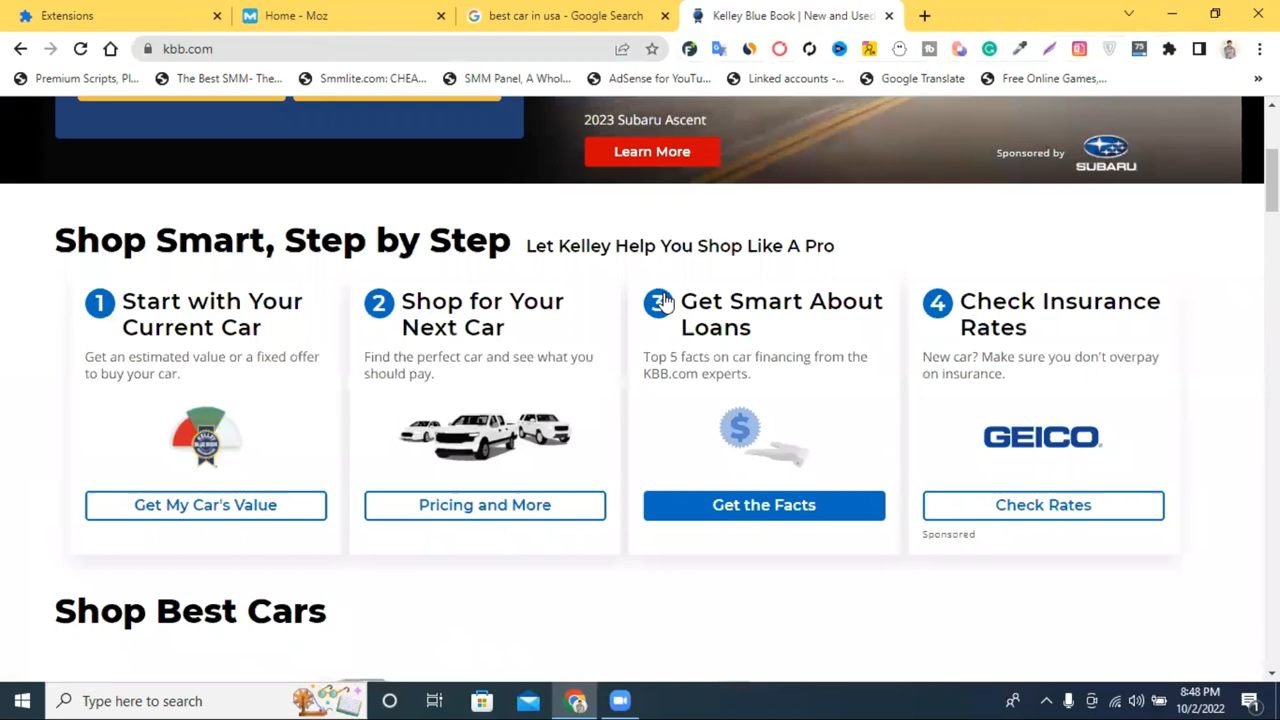 Extensions
Home - Moz
best car in usa - Google Search
Kelley Blue Book | New and Used
kbb.com
75
Premium Scripts, Pl...
The Best SMM- The...
Smmlite.com: CHEA...
SMM Panel, A Whol...
AdSense for YouTu...
Linked accounts -...
Google Translate
Free Online Games,...
2023 Subaru Ascent
Learn More
Sponsored by
SUBARU
Shop Smart, Step by Step
Let Kelley Help You Shop Like A Pro
1 Start with Your
Current Car
Get an estimated value or a fixed offer
to buy your car.
KELLEY
BLUE BOOK
Get My Car's Value
2 Shop for Your
Next Car
Find the perfect car and see what you
should pay.
Pricing and More
3 Get Smart About
Loans
Top 5 facts on car financing from the
KBB.com experts.
$
Get the Facts
4 Check Insurance
Rates
New car? Make sure you don't overpay
on insurance.
GEICO
Check Rates
Sponsored
Shop Best Cars
Type here to search
8:48 PM
10/2/2022
1